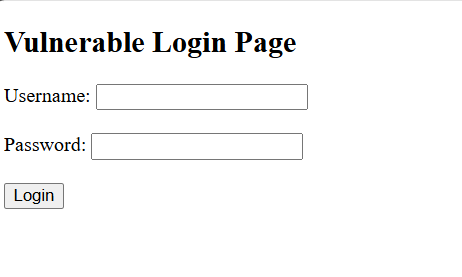 Vulnerable Login Page
Username:
Password:
Login